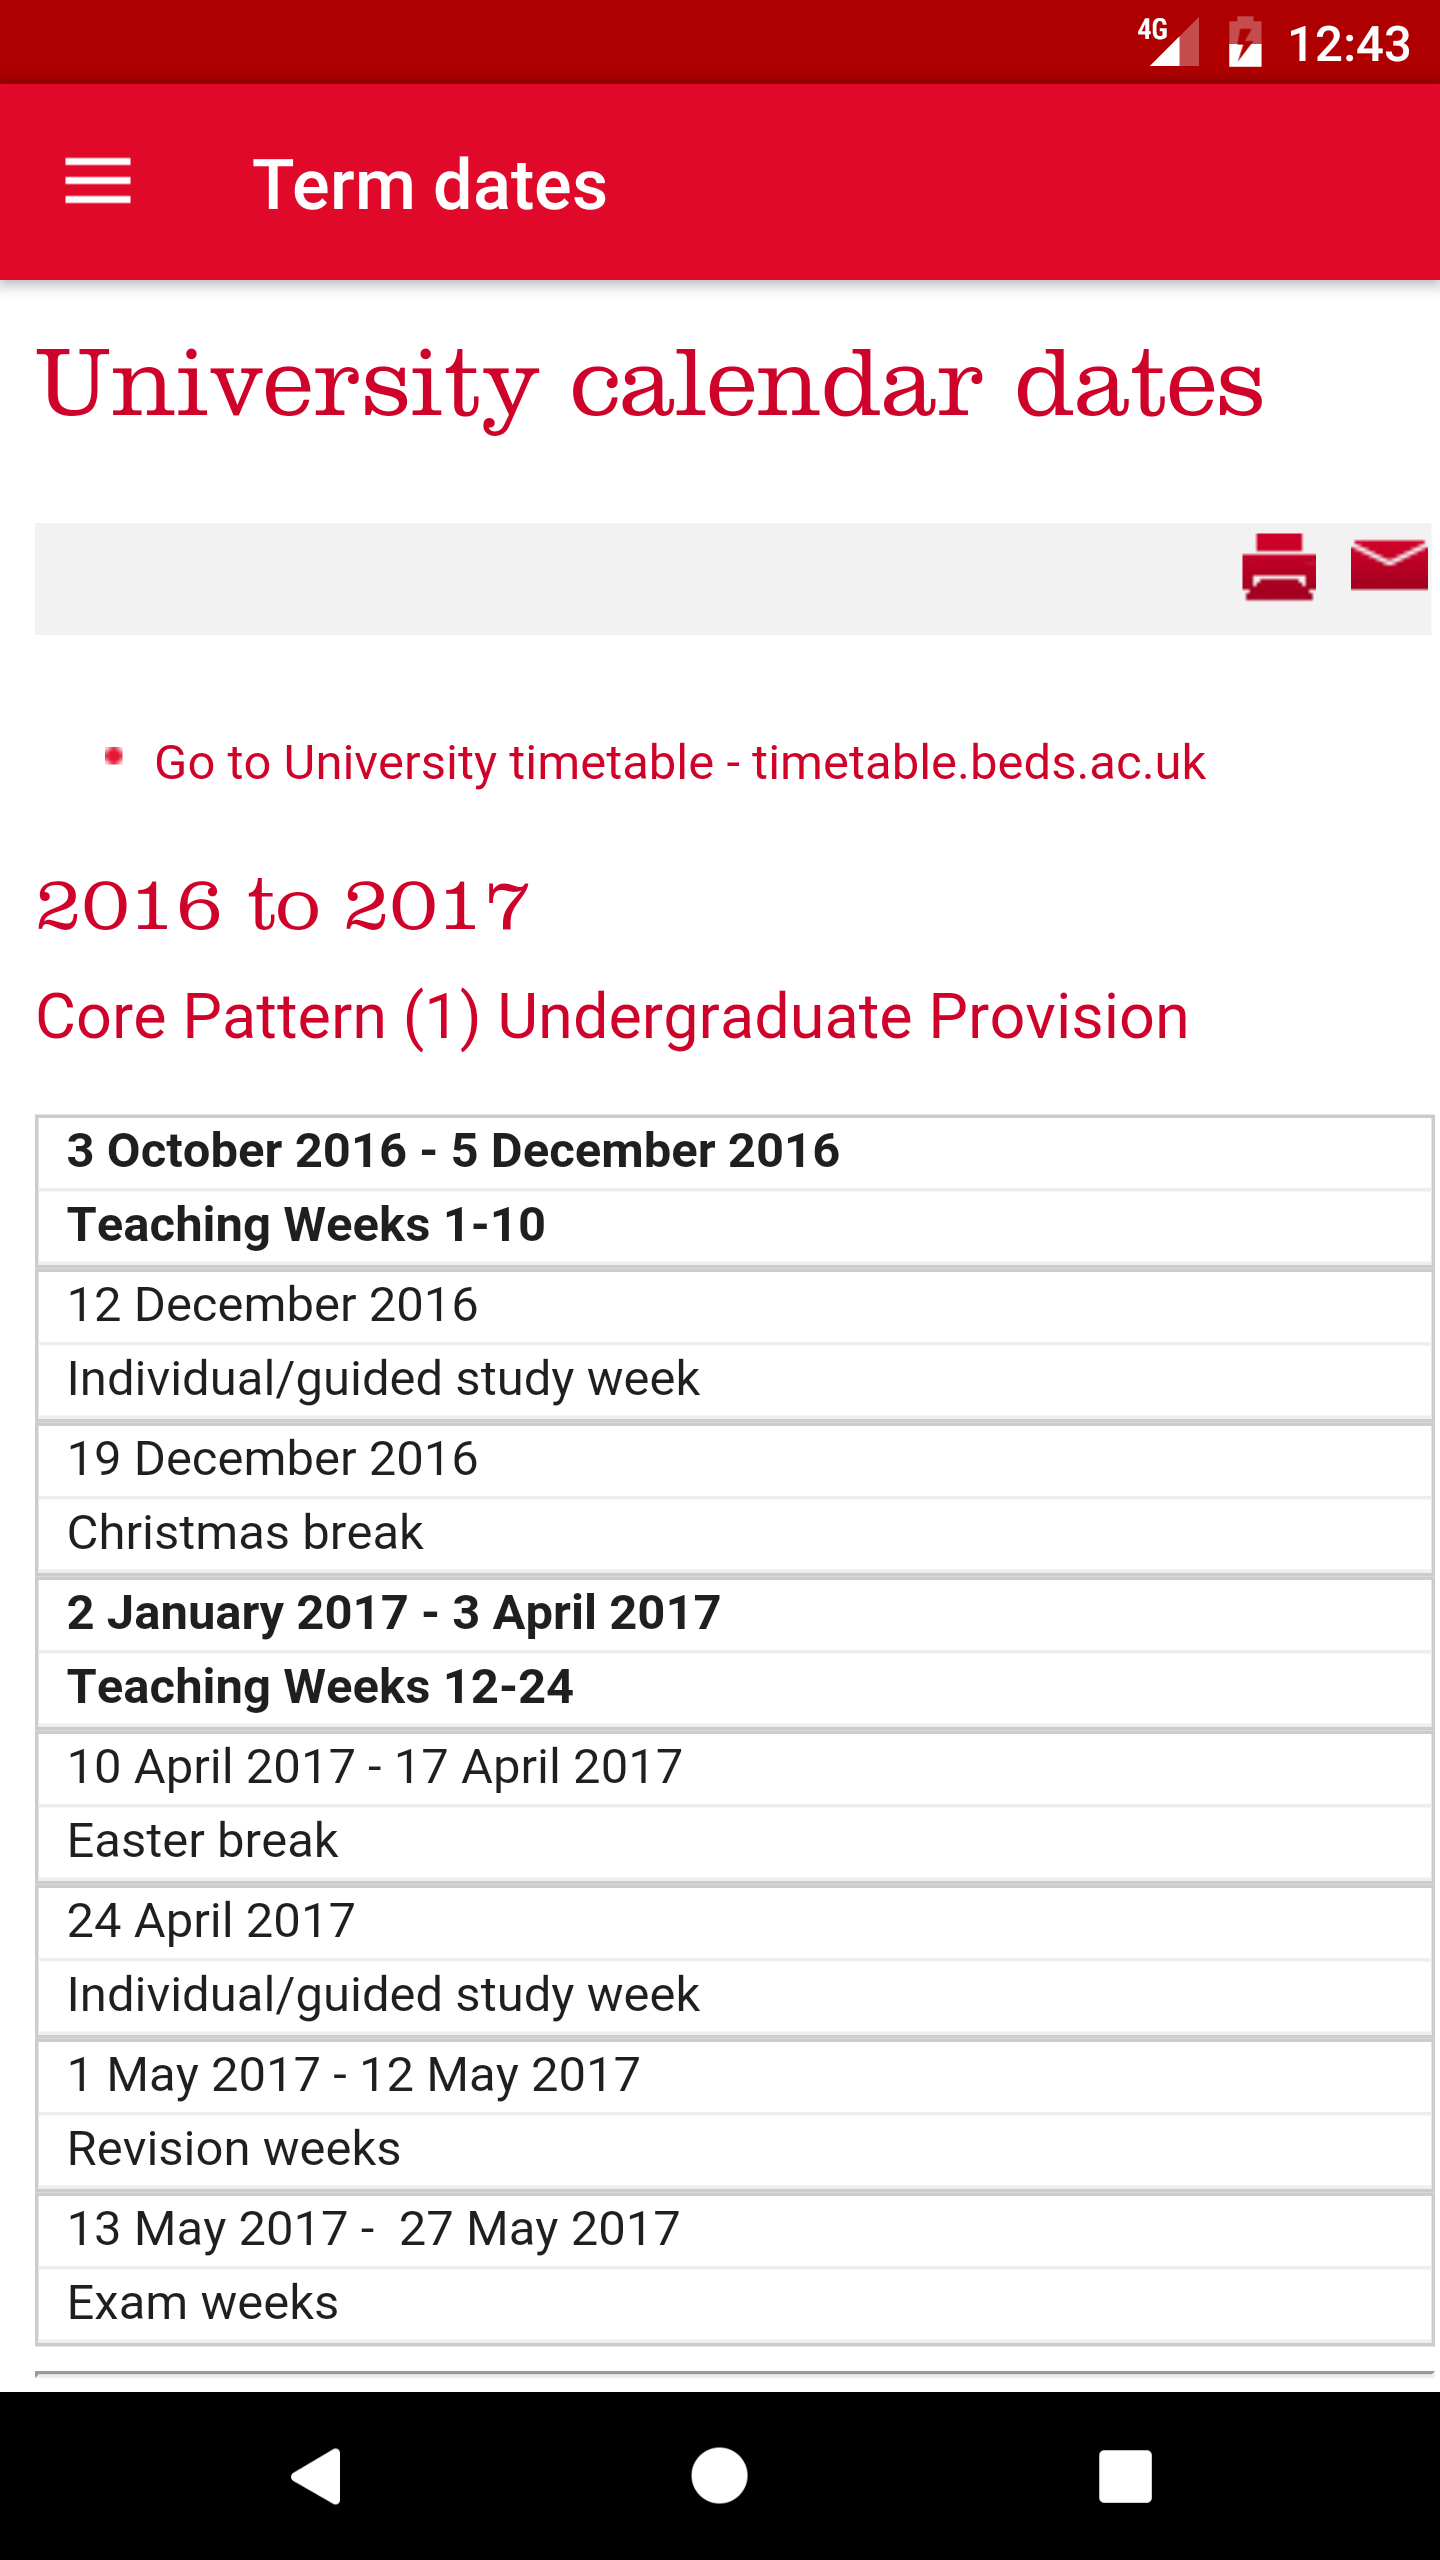 4G 12:43
Term dates
University calendar dates
Go to University timetable - timetable.beds.ac.uk
2016 to 2017
Core Pattern (1) Undergraduate Provision
3 October 2016 - 5 December 2016
Teaching Weeks 1-10
12 December 2016
Individual/guided study week
19 December 2016
Christmas break
2 January 2017 - 3 April 2017
Teaching Weeks 12-24
10 April 2017 - 17 April 2017
Easter break
24 April 2017
Individual/guided study week
1 May 2017 - 12 May 2017
Revision weeks
13 May 2017 -  27 May 2017
Exam weeks